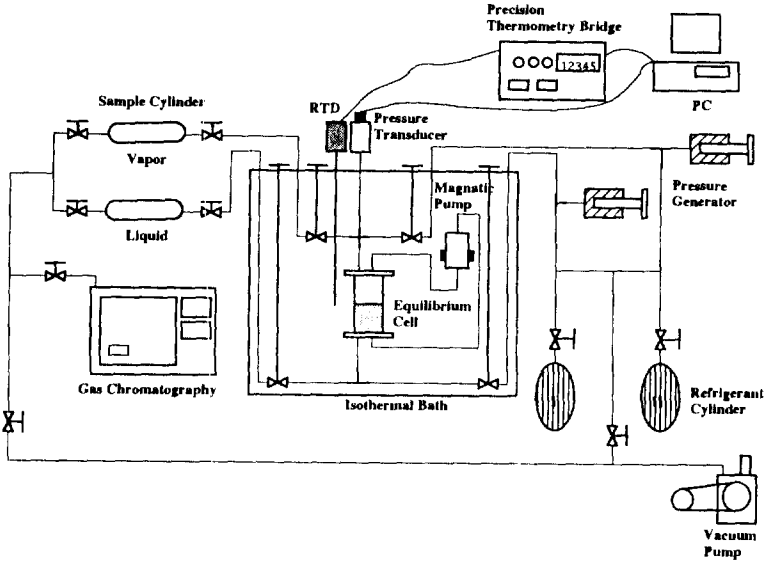 Precision
Thermometry Bridge
12345
PC
Sample Cylinder
Vapor
RTD
Pressure
Transducer
Pressure
Generator
Magnatic
Pump
Liquid
Equilibrium
Cell
Gas Chromatography
Isothermal Bath
Refrigerant
Cylinder
Vacuum
Pump